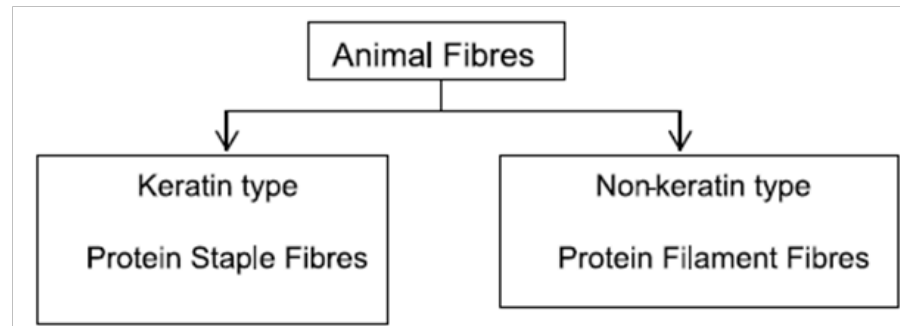 Animal Fibres
Keratin type
Protein Staple Fibres
Non-keratin type
Protein Filament Fibres